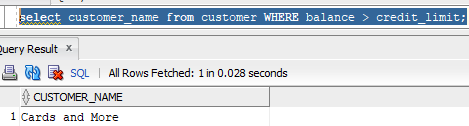 select customer_name from customer WHERE balance > credit_limit;
Query Result x
SQL | All Rows Fetched: 1 in 0.028 seconds
CUSTOMER_NAME
1 Cards and More